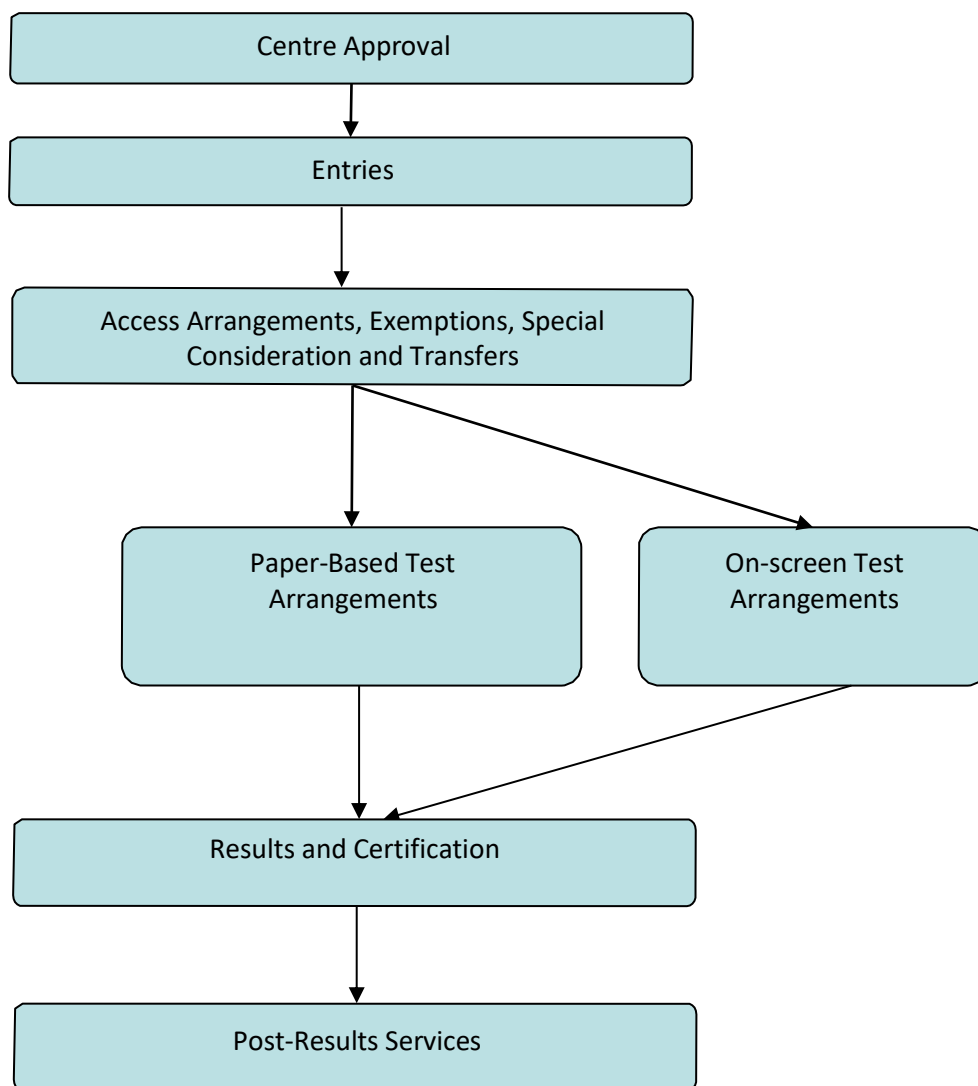 Centre Approval
Entries
Access Arrangements, Exemptions, Special
Consideration and Transfers
Paper-Based Test
Arrangements
On-screen Test
Arrangements
Results and Certification
Post-Results Services